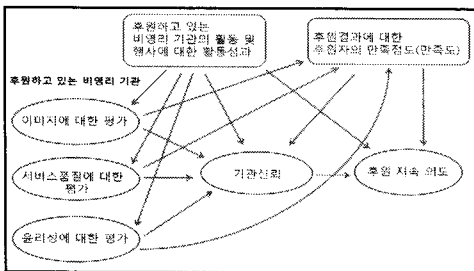 후원하고 있는
비영리 기관의 활동 및
행사에 대한 활동성과
후원결과에 대한
후원자의 만족정도(만족도)
후원하고 있는 비영리 기관
이미지에 대한 평가
서비스품질에 대한
평가
기관신뢰
후원 지속 의도
윤리성에 대한 평가